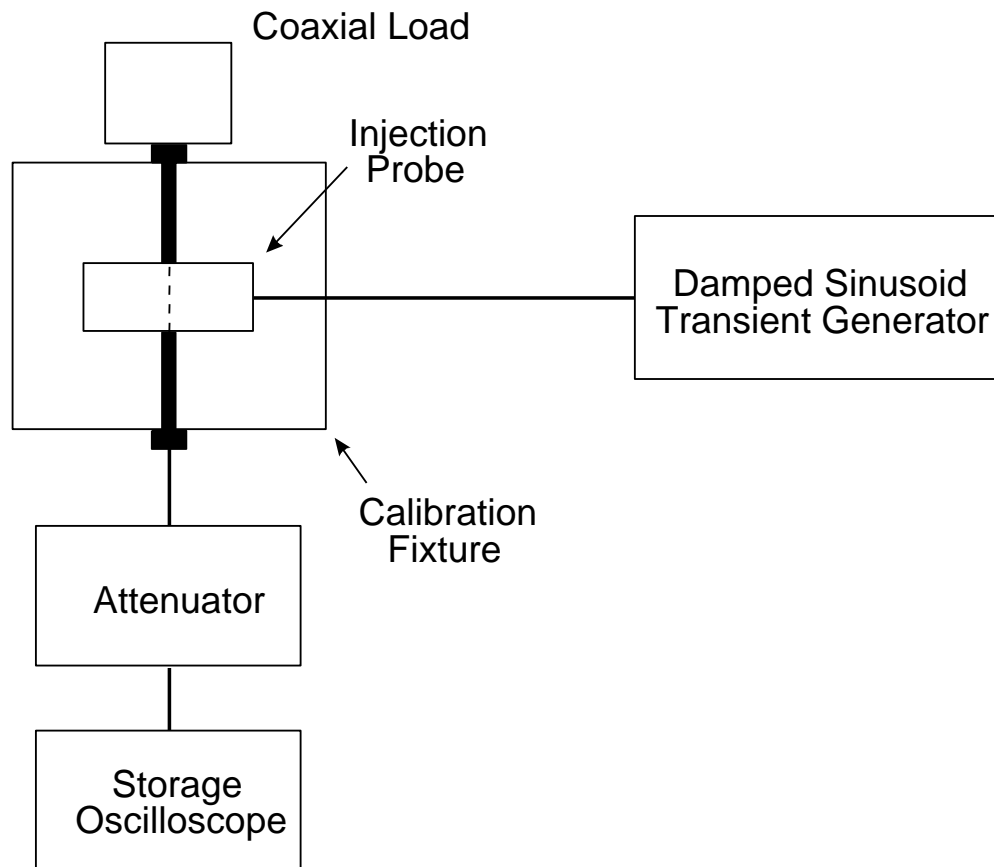 Coaxial Load
Injection
Probe
Damped Sinusoid
Transient Generator
Calibration
Fixture
Attenuator
Storage
Oscilloscope